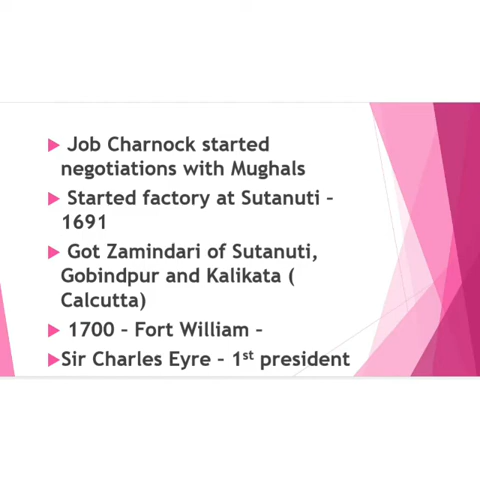 Job Charnock started
negotiations with Mughals
Started factory at Sutanuti –
1691
Got Zamindari of Sutanuti,
Gobindpur and Kalikata (
Calcutta)
1700 – Fort William –
Sir Charles Eyre – 1st president